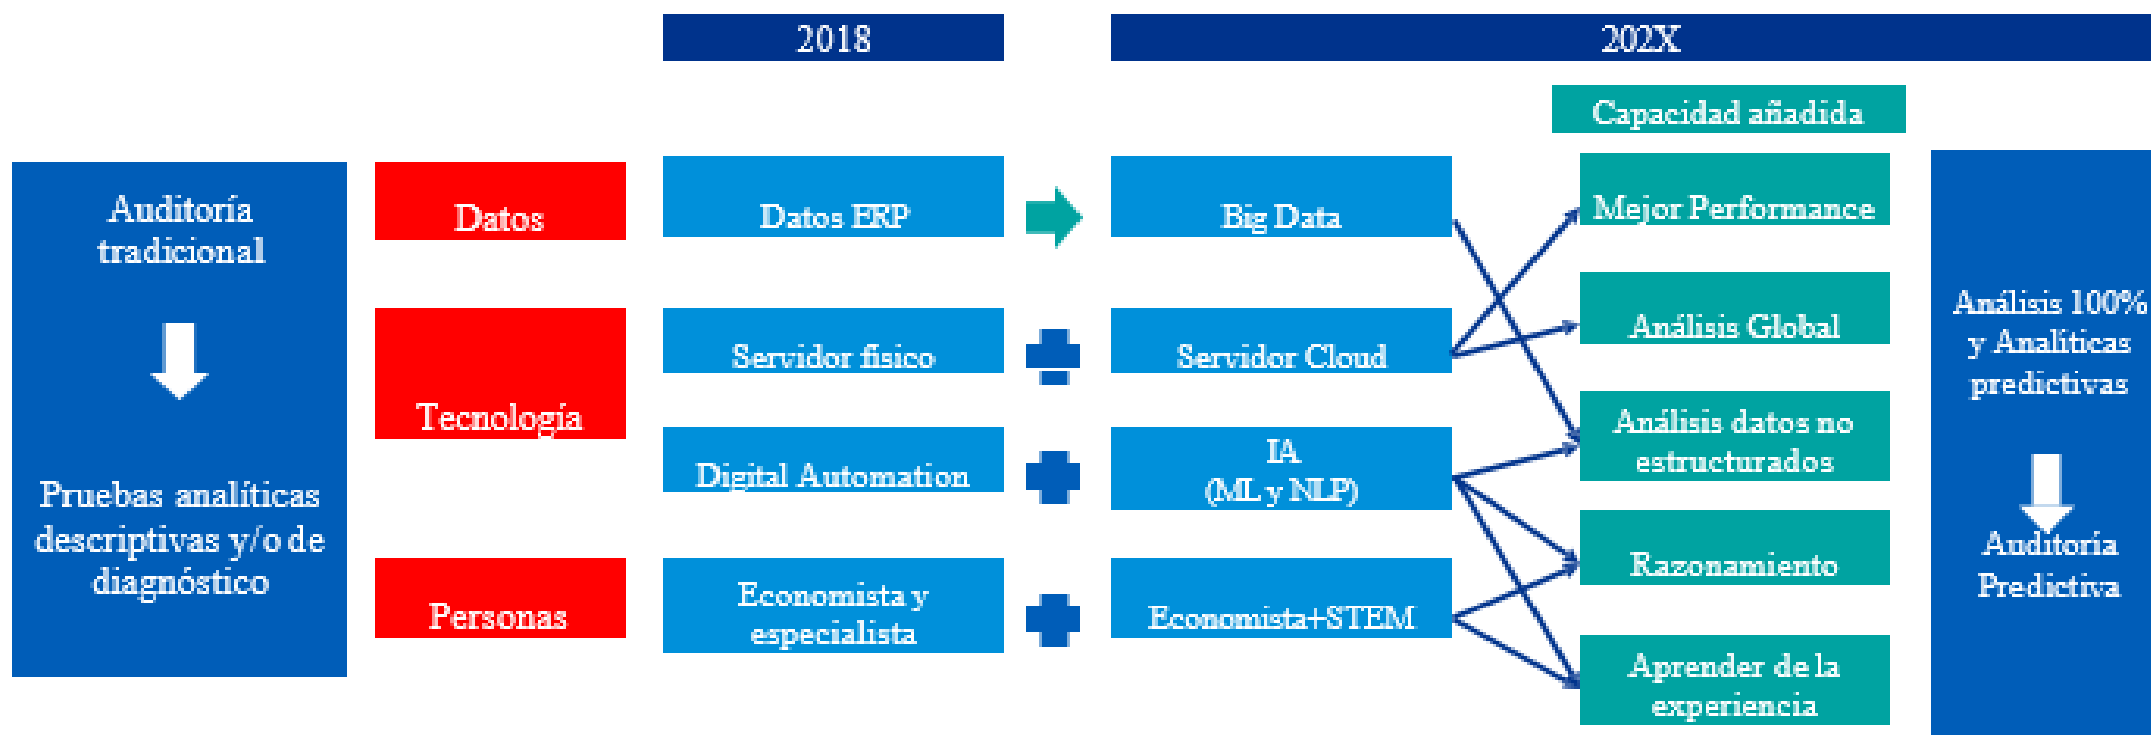 2018
202X
Capacidad añadida
Auditoría
tradicional
Pruebas analíticas
descriptivas y/o de
diagnóstico
Datos
Datos ERP
Big Data
Mejor Performance
Tecnología
Servidor físico
Servidor Cloud
Análisis Global
Digital Automation
IA
(ML y NLP)
Análisis datos no
estructurados
Razonamiento
Personas
Economista y
especialista
Economista+STEM
Aprender de la
experiencia
Análisis 100%
y Analíticas
predictivas
Auditoría
Predictiva